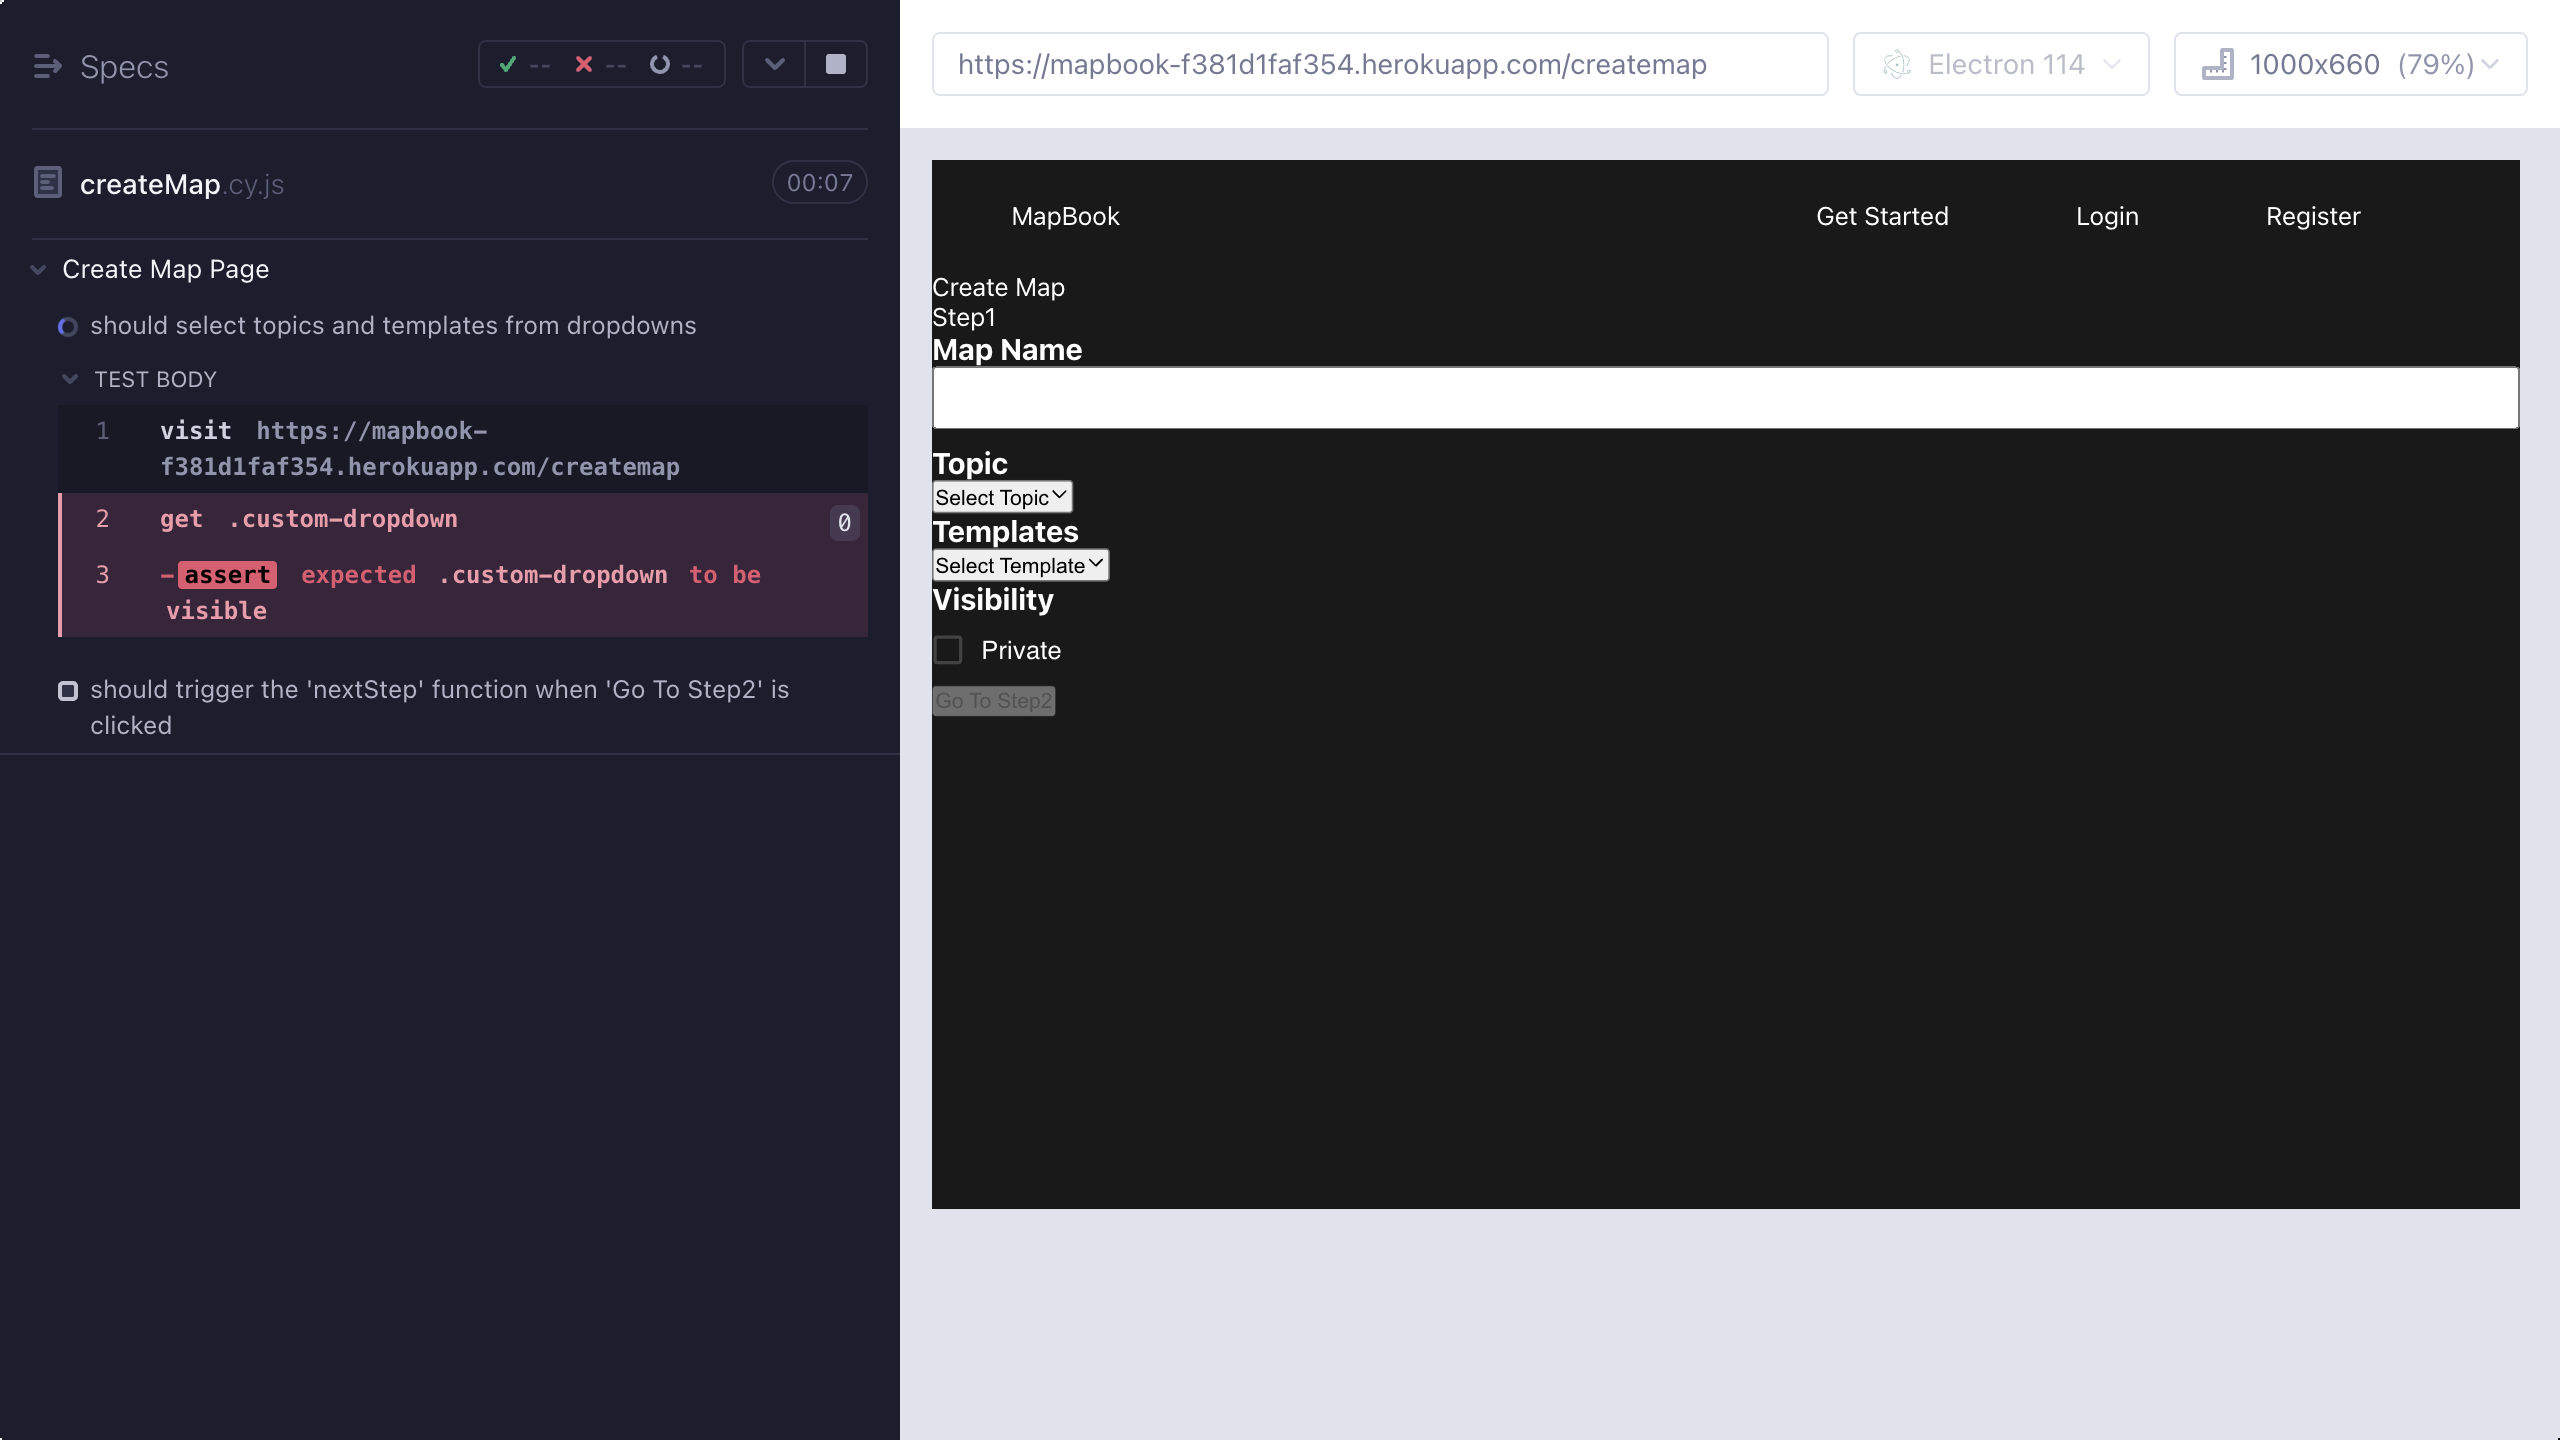 Specs
-- -- --
createMap.cy.js
00:07
Create Map Page
should select topics and templates from dropdowns
TEST BODY
1 visit https://mapbook-
f381d1faf354.herokuapp.com/createmap
2 get .custom-dropdown 0
3 -assert expected .custom-dropdown to be
visible
should trigger the 'nextStep' function when 'Go To Step2' is
clicked
https://mapbook-f381d1faf354.herokuapp.com/createmap
Electron 114
1000x660 (79%)
MapBook
Get Started
Login
Register
Create Map
Step1
Map Name
Topic
Select Topic
Templates
Select Template
Visibility
Private
Go To Step2